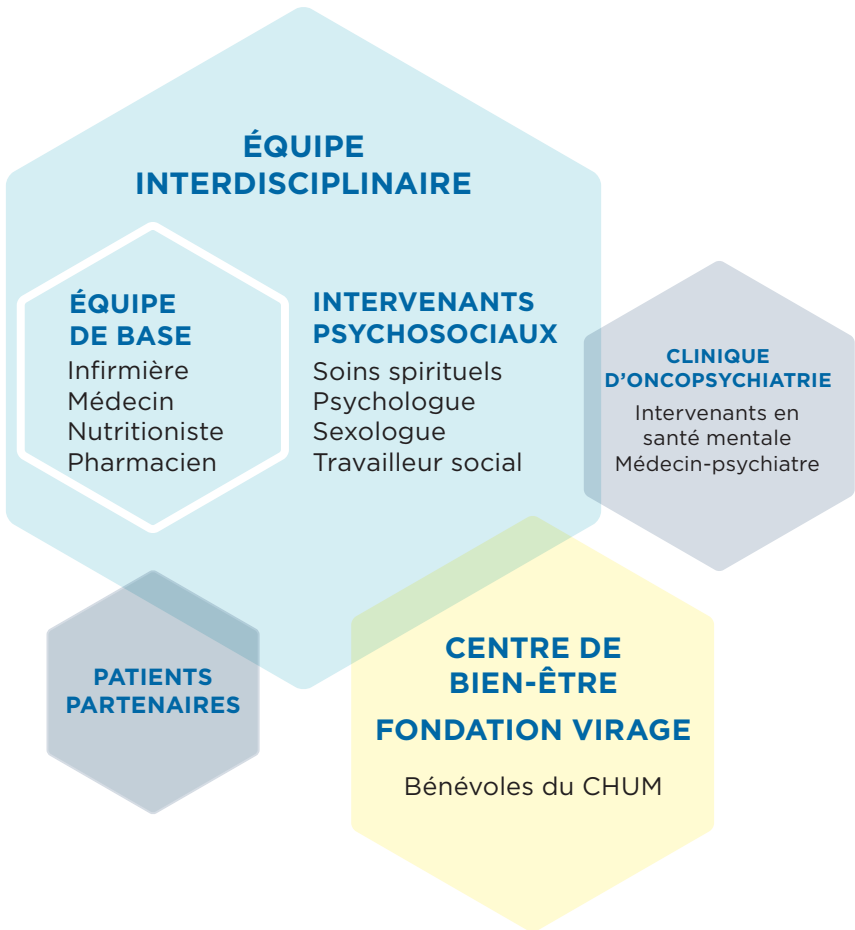 ÉQUIPE
INTERDISCIPLINAIRE
ÉQUIPE
DE BASE
Infirmière
Médecin
Nutritioniste
Pharmacien
INTERVENANTS
PSYCHOSOCIAUX
Soins spirituels
Psychologue
Sexologue
Travailleur social
CLINIQUE
D’ONCOPSYCHIATRIE
Intervenants en
santé mentale
Médecin-psychiatre
PATIENTS
PARTENAIRES
CENTRE DE
BIEN-ÊTRE
FONDATION VIRAGE
Bénévoles du CHUM